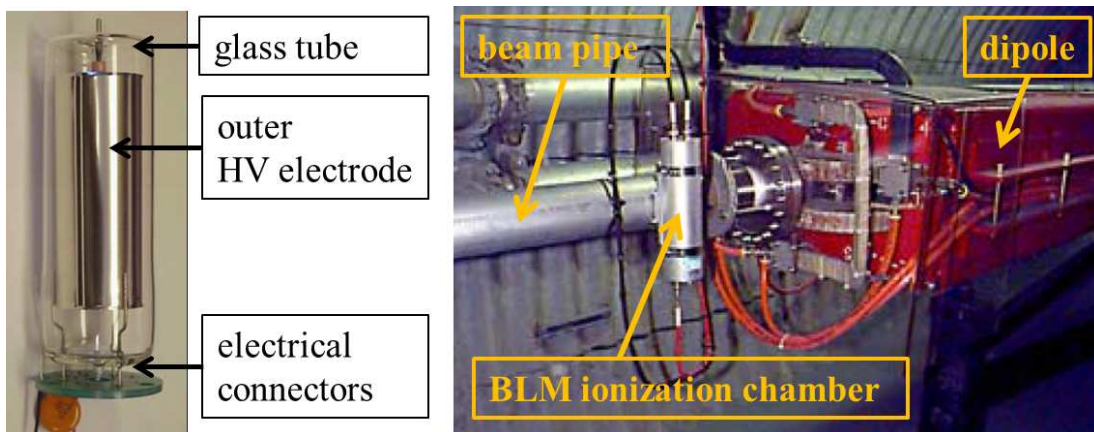 glass tube
outer
HV electrode
electrical
connectors
beam pipe
dipole
BLM ionization chamber